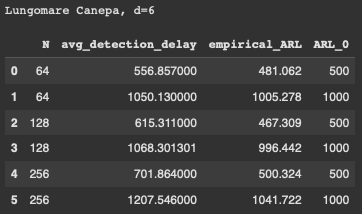 Lungomare Canepa, d=6
N avg_detection_delay empirical_ARL ARL_0
0 64 556.857000 481.062 500
1 64 1050.130000 1005.278 1000
2 128 615.311000 467.309 500
3 128 1068.301301 996.442 1000
4 256 701.864000 500.324 500
5 256 1207.546000 1041.722 1000